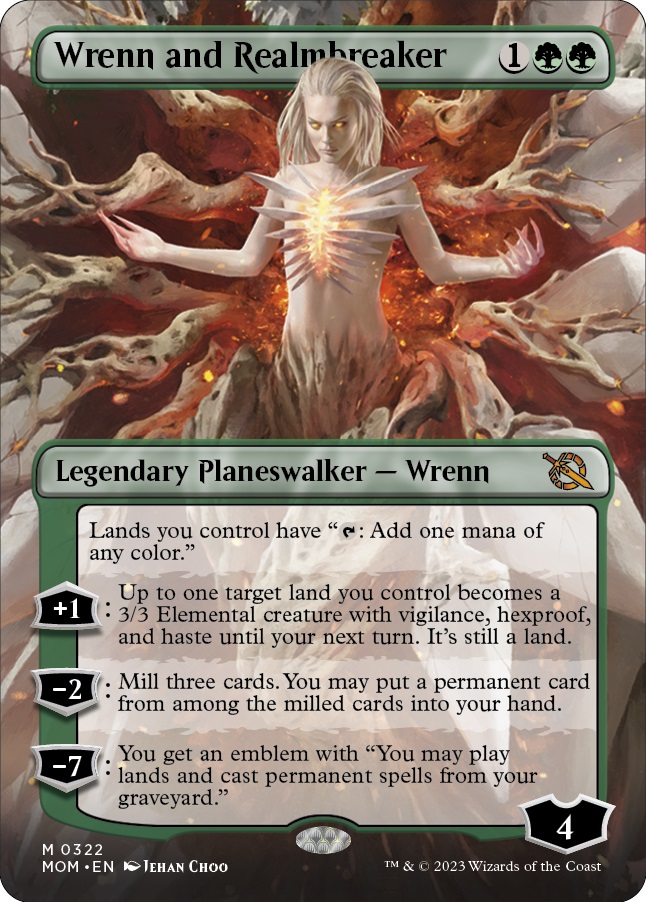 Wrenn and Realmbreaker 1
Legendary Planeswalker — Wrenn
Lands you control have “: Add one mana of
any color.”
+1: Up to one target land you control becomes a
3/3 Elemental creature with vigilance, hexproof,
and haste until your next turn. It’s still a land.
−2: Mill three cards. You may put a permanent card
from among the milled cards into your hand.
−7: You get an emblem with “You may play
lands and cast permanent spells from your
graveyard.”
4
M 0322
MOM • EN Jehan Choo
™ & © 2023 Wizards of the Coast